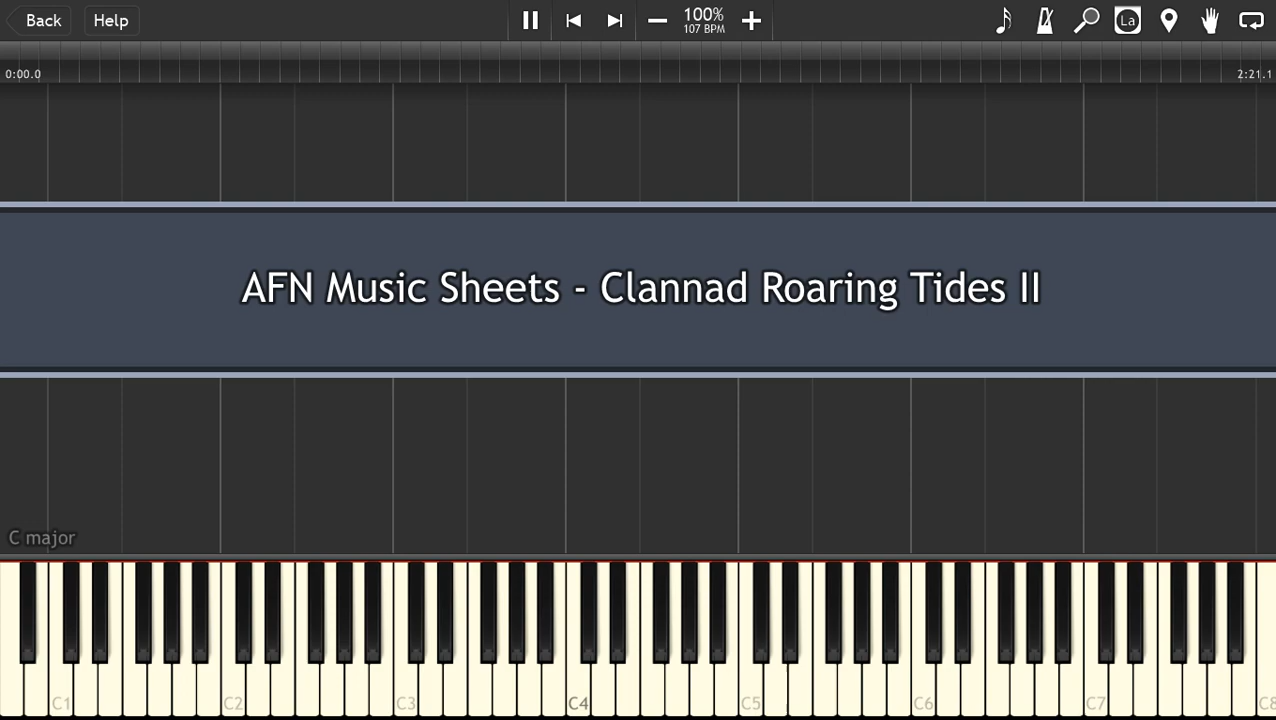 Back Help 100% La
107 BPM
0:00.0 2:21.1
AFN Music Sheets - Clannad Roaring Tides II
C major
C1 C2 C3 C4 C5 C6 C7 C8